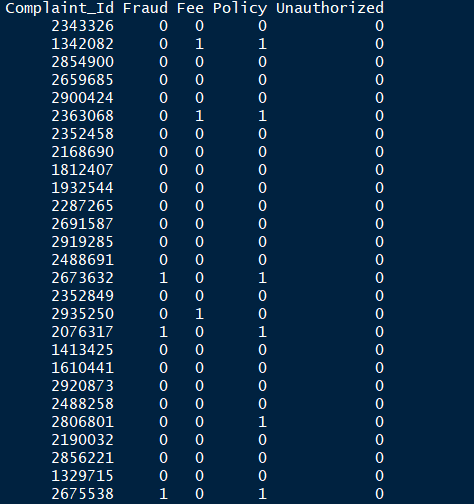 Complaint_Id Fraud Fee Policy Unauthorized
2343326 0 0 0 0
1342082 0 1 1 0
2854900 0 0 0 0
2659685 0 0 0 0
2900424 0 0 0 0
2363068 0 1 1 0
2352458 0 0 0 0
2168690 0 0 0 0
1812407 0 0 0 0
1932544 0 0 0 0
2287265 0 0 0 0
2691587 0 0 0 0
2919285 0 0 0 0
2488691 0 0 0 0
2673632 1 0 1 0
2352849 0 0 0 0
2935250 0 1 0 0
2076317 1 0 1 0
1413425 0 0 0 0
1610441 0 0 0 0
2920873 0 0 0 0
2488258 0 0 0 0
2806801 0 0 1 0
2190032 0 0 0 0
2856221 0 0 0 0
1329715 0 0 0 0
2675538 1 0 1 0